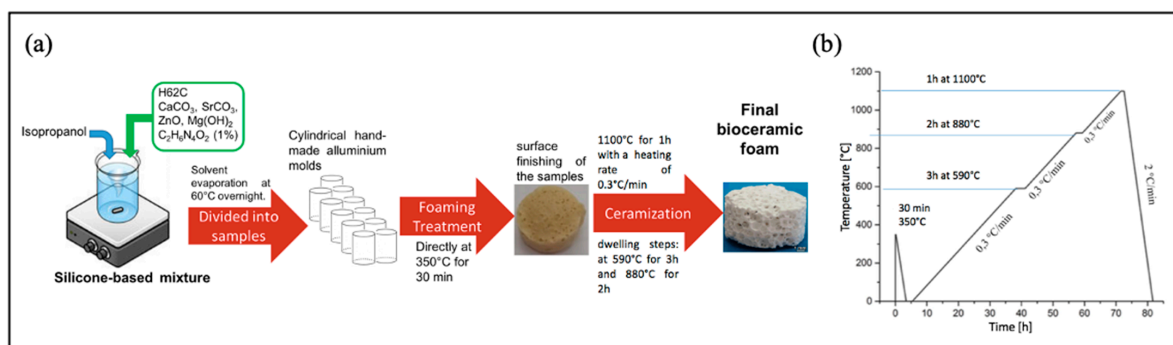 (a)
H62C
CaCO3, SrCO3,
ZnO, Mg(OH)2
C2H6N4O2 (1%)
Isopropanol
Silicone-based mixture
Solvent
evaporation at
60°C overnight.
Divided into
samples
Cylindrical hand-
made alluminium
molds
Foaming
Treatment
Directly at
350°C for
30 min
surface
finishing of
the samples
1100°C for 1h
with a heating
rate of
0.3°C/min
Ceramization
dwelling steps:
at 590°C for 3h
and 880°C for
2h
Final
bioceramic
foam
(b)
Temperature [°C]
1200
1000
800
600
400
200
0
1h at 1100°C
2h at 880°C
3h at 590°C
30 min
350°C
0,3 °C/min
0,3 °C/min
0,3 °C/min
2 °C/min
0
10
20
30
40
50
60
70
80
Time [h]